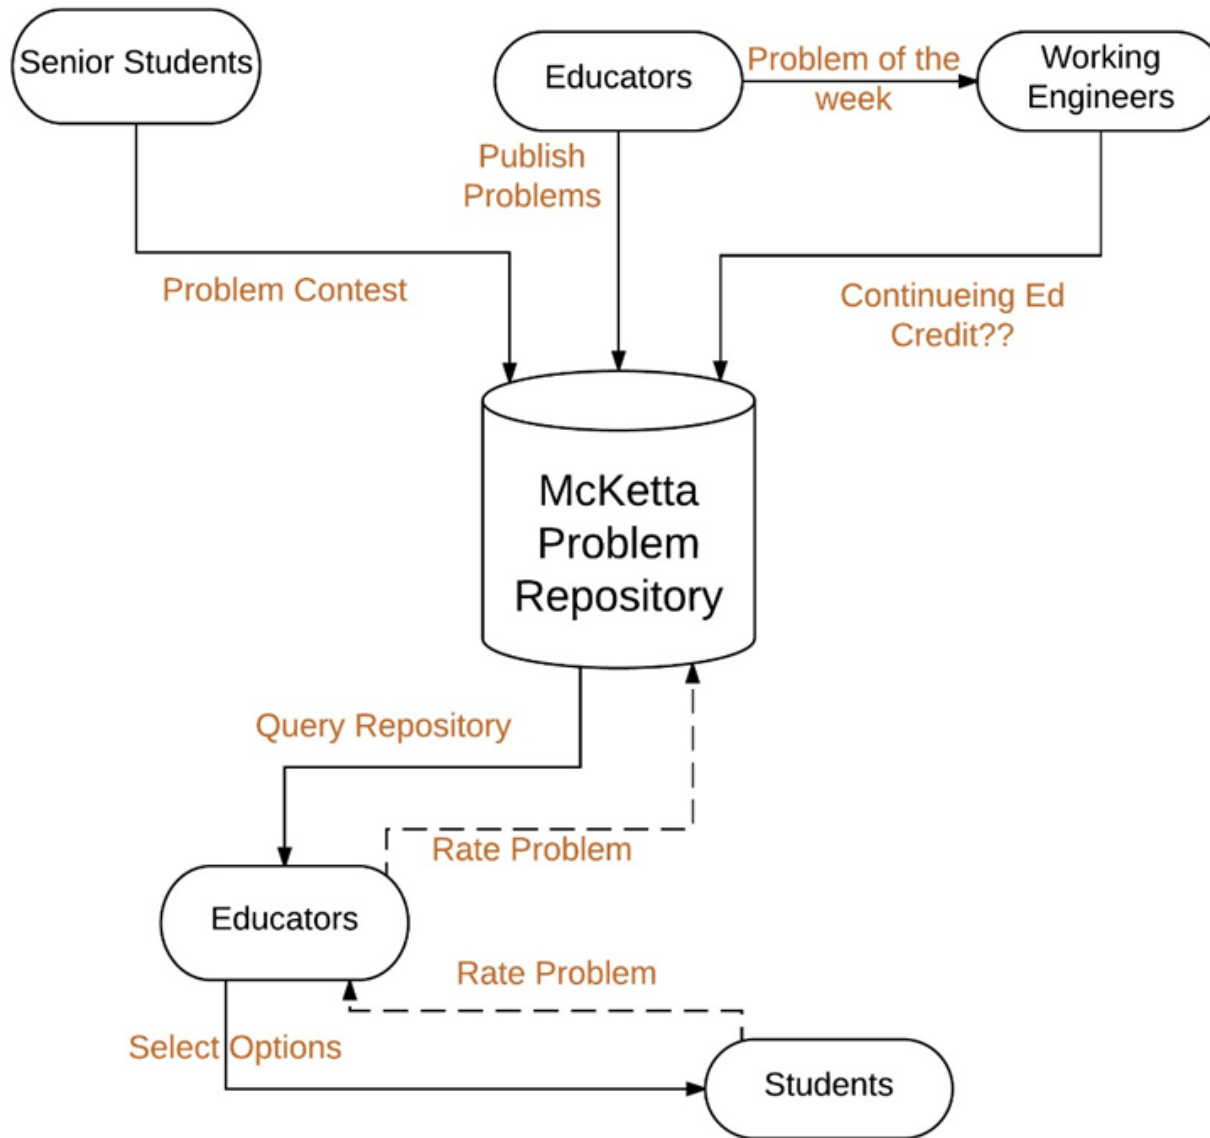 Senior Students
Educators
Problem of the
week
Working
Engineers
Publish
Problems
Problem Contest
Continueing Ed
Credit??
McKetta
Problem
Repository
Query Repository
Rate Problem
Educators
Rate Problem
Select Options
Students